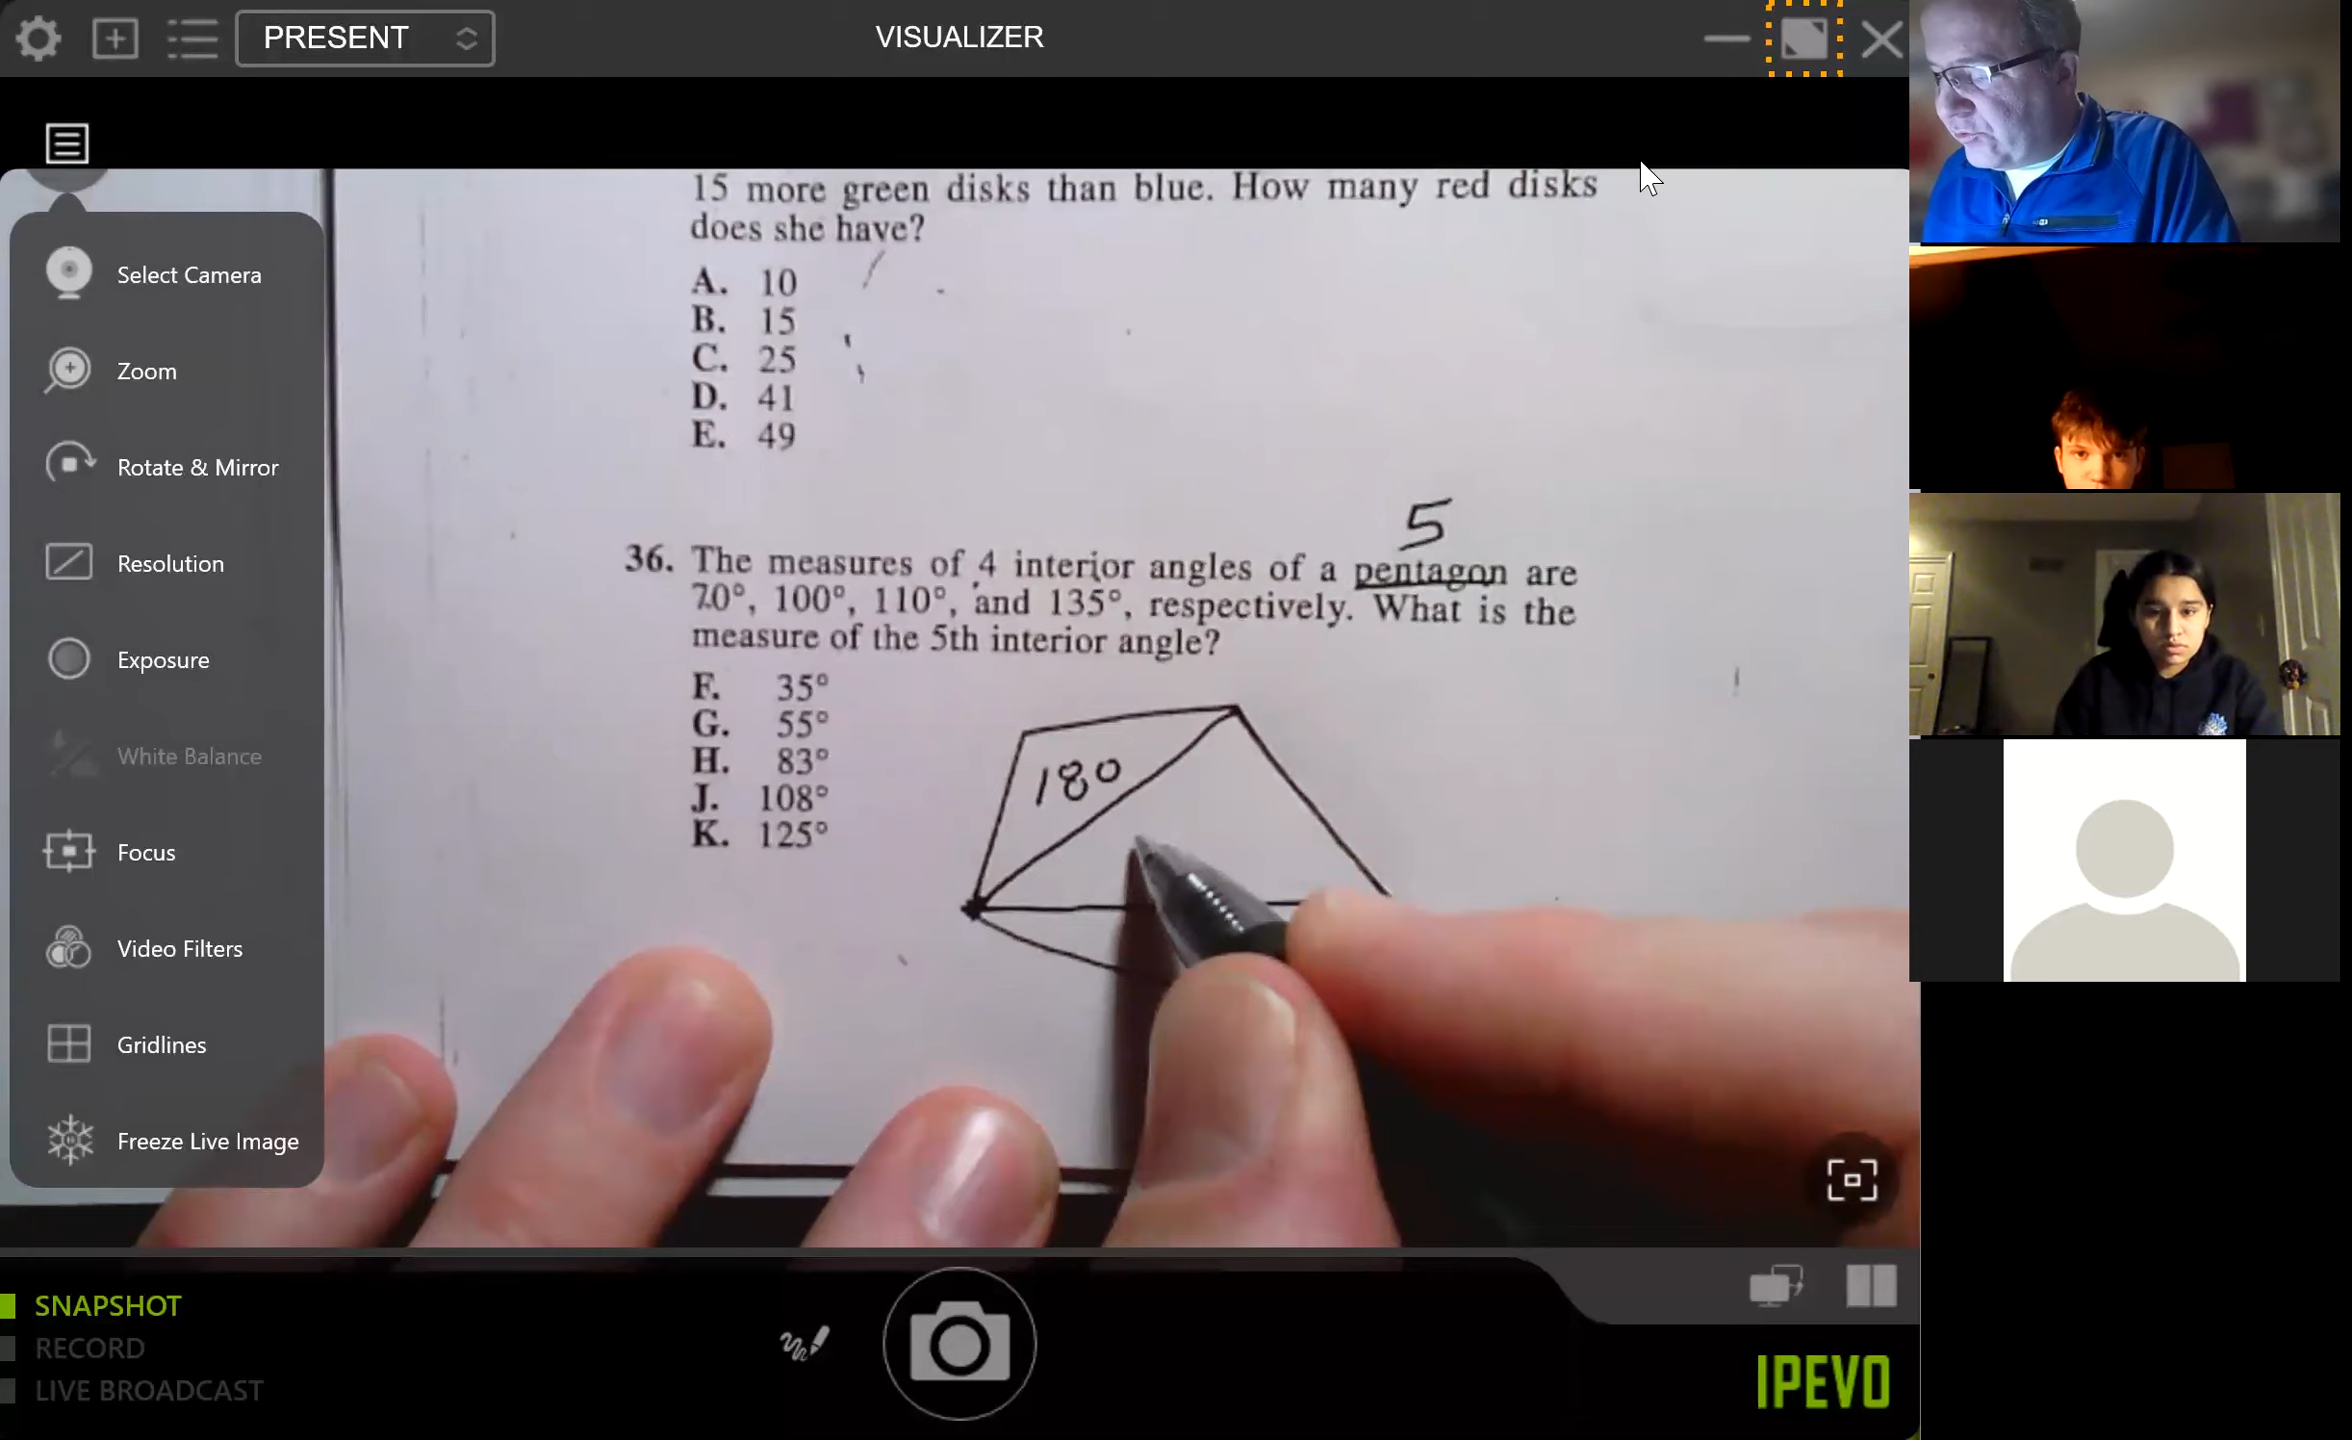 PRESENT
VISUALIZER
Select Camera
Zoom
Rotate & Mirror
Resolution
Exposure
White Balance
Focus
Video Filters
Gridlines
Freeze Live Image
15 more green disks than blue. How many red disks
does she have?
A. 10
B. 15
C. 25
D. 41
E. 49
5
36. The measures of 4 interior angles of a pentagon are
70°, 100°, 110°, and 135°, respectively. What is the
measure of the 5th interior angle?
F. 35°
G. 55°
H. 83°
J. 108°
K. 125°
180
SNAPSHOT
RECORD
LIVE BROADCAST
IPEVO